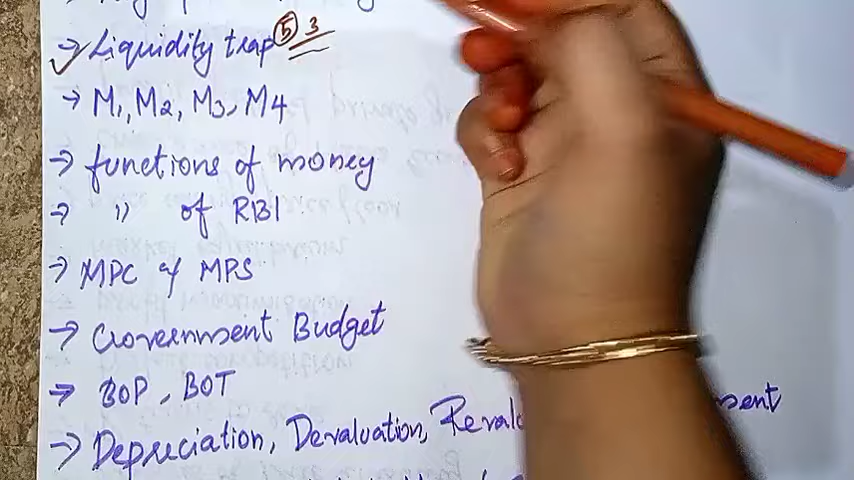 → Liquidity trap ⑤ 3
→ M1, M2, M3, M4
→ functions of money
→ " of RBI
→ MPC & MPS
→ Government Budget
→ BOP, BOT
→ Depreciation, Devaluation,